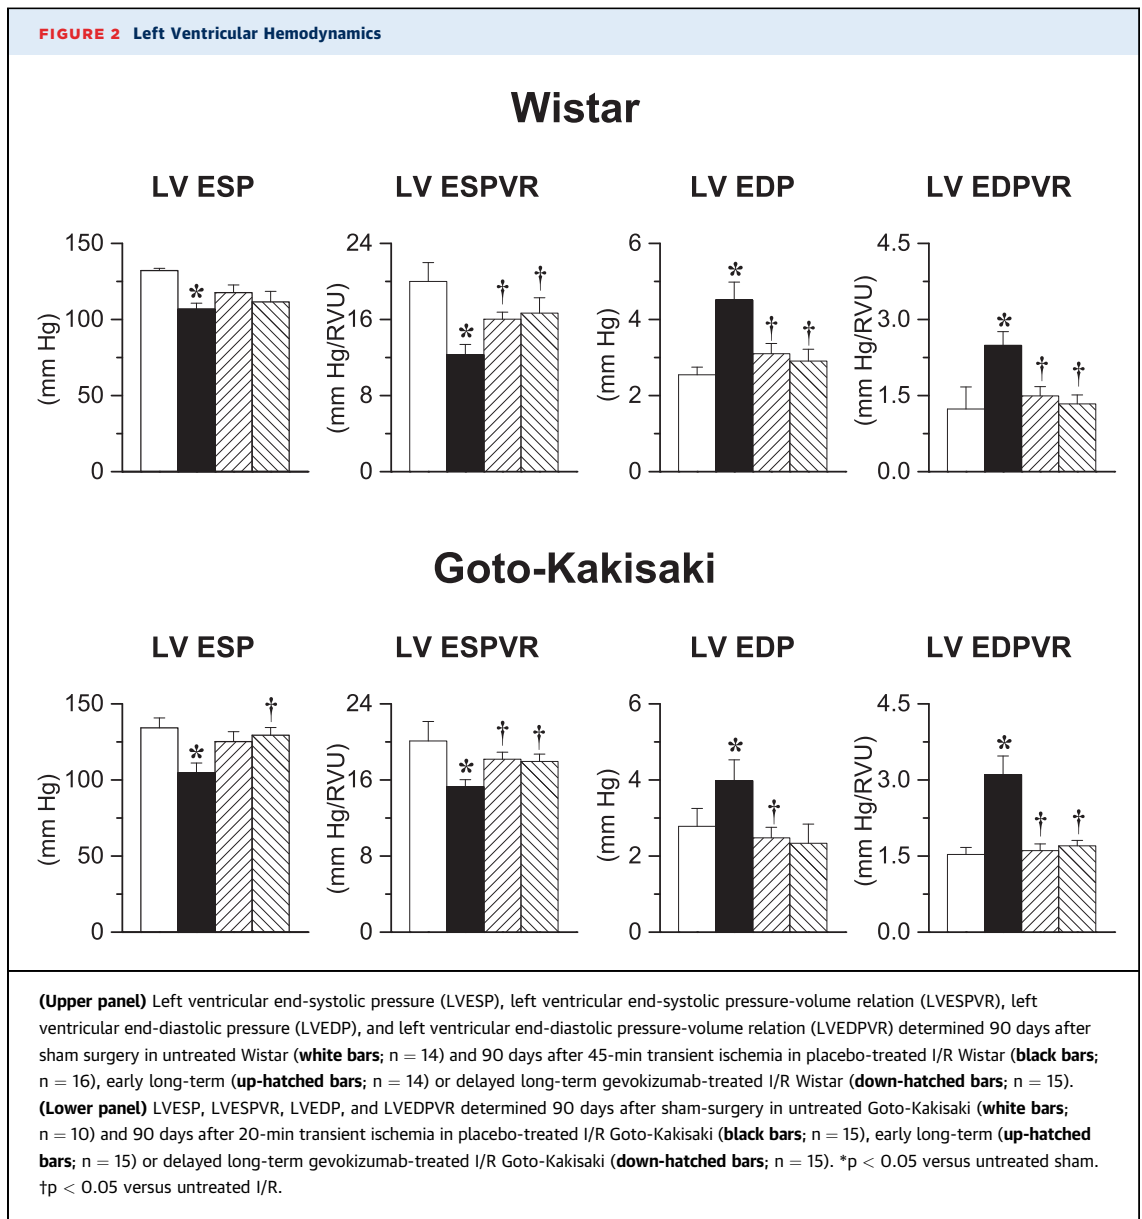 FIGURE 2 Left Ventricular Hemodynamics
Wistar
LV ESP
150
100
50
0
(mm Hg)
*
LV ESPVR
24
16
8
0
(mm Hg/RVU)
*
†
†
LV EDP
6
4
2
0
(mm Hg)
*
†
†
LV EDPVR
4.5
3.0
1.5
0.0
(mm Hg/RVU)
*
†
†
Goto-Kakisaki
LV ESP
150
100
50
0
(mm Hg)
*
†
LV ESPVR
24
16
8
0
(mm Hg/RVU)
*
†
†
LV EDP
6
4
2
0
(mm Hg)
*
†
LV EDPVR
4.5
3.0
1.5
0.0
(mm Hg/RVU)
*
†
†
(Upper panel) Left ventricular end-systolic pressure (LVESP), left ventricular end-systolic pressure-volume relation (LVESPVR), left
ventricular end-diastolic pressure (LVEDP), and left ventricular end-diastolic pressure-volume relation (LVEDPVR) determined 90 days after
sham surgery in untreated Wistar (white bars; n = 14) and 90 days after 45-min transient ischemia in placebo-treated I/R Wistar (black bars;
n = 16), early long-term (up-hatched bars; n = 14) or delayed long-term gevokizumab-treated I/R Wistar (down-hatched bars; n = 15).
(Lower panel) LVESP, LVESPVR, LVEDP, and LVEDPVR determined 90 days after sham-surgery in untreated Goto-Kakisaki (white bars;
n = 10) and 90 days after 20-min transient ischemia in placebo-treated I/R Goto-Kakisaki (black bars; n = 15), early long-term (up-hatched
bars; n = 15) or delayed long-term gevokizumab-treated I/R Goto-Kakisaki (down-hatched bars; n = 15). *p < 0.05 versus untreated sham.
†p < 0.05 versus untreated I/R.